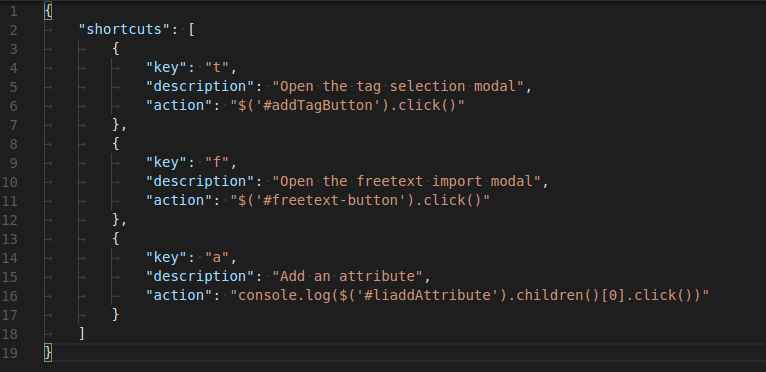 1 {
2 "shortcuts": [
3 {
4 "key": "t",
5 "description": "Open the tag selection modal",
6 "action": "$('#addTagButton').click()"
7 },
8 {
9 "key": "f",
10 "description": "Open the freetext import modal",
11 "action": "$('#freetext-button').click()"
12 },
13 {
14 "key": "a",
15 "description": "Add an attribute",
16 "action": "console.log($('#liaddAttribute').children()[0].click())"
17 }
18 ]
19 }